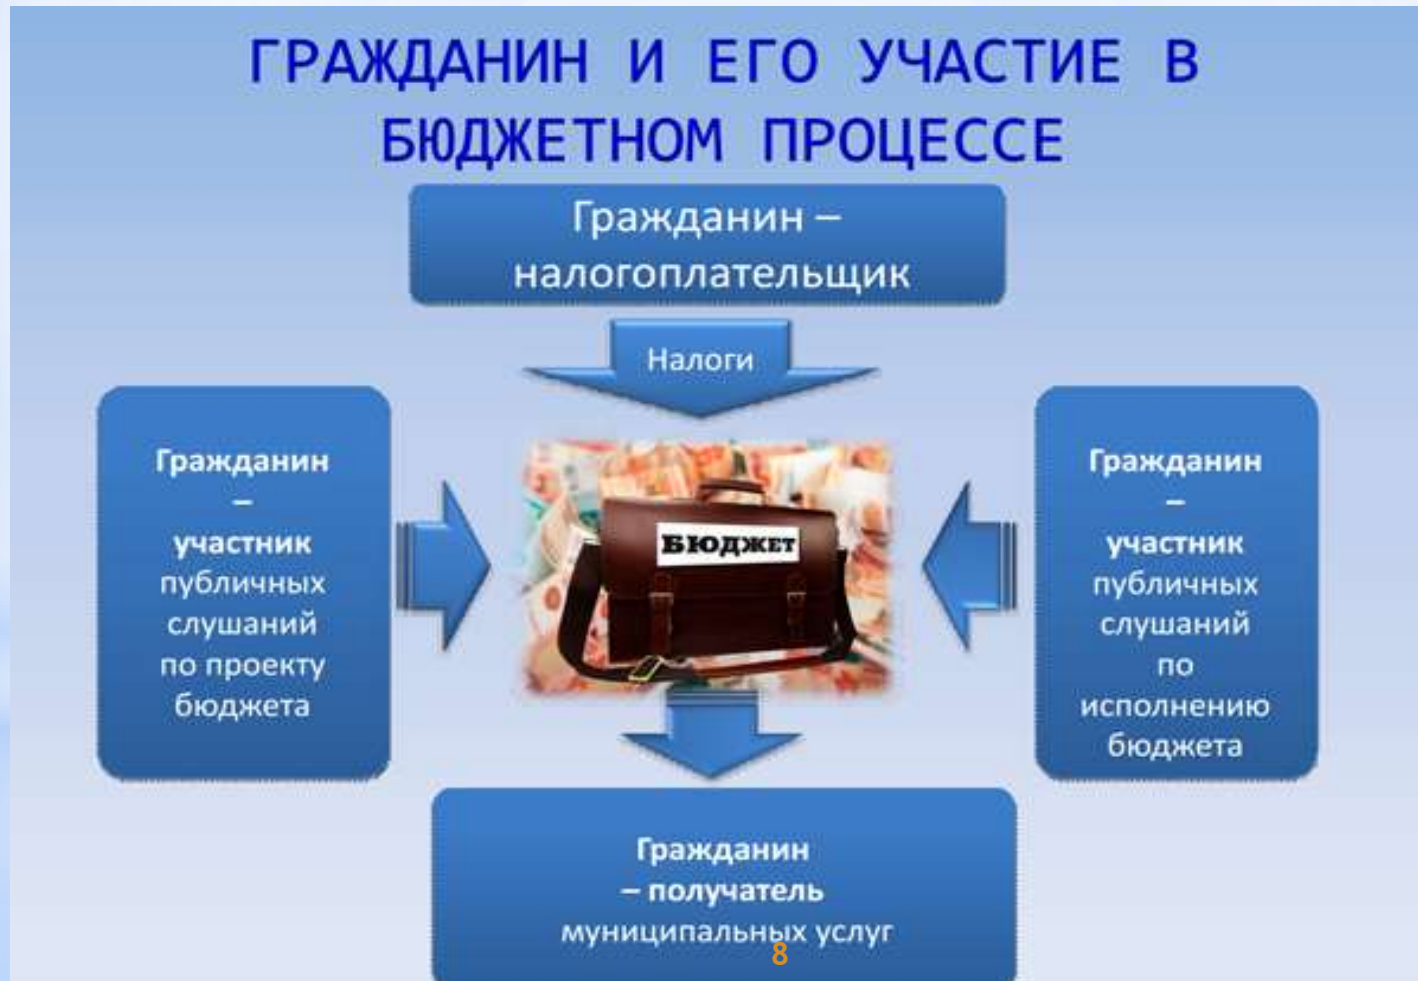 ГРАЖДАНИН И ЕГО УЧАСТИЕ В
БЮДЖЕТНОМ ПРОЦЕССЕ
Гражданин –
налогоплательщик
Налоги
Гражданин
–
участник
публичных
слушаний
по проекту
бюджета
БЮДЖЕТ
Гражданин
–
участник
публичных
слушаний
по
исполнению
бюджета
Гражданин
– получатель
муниципальных услуг
8